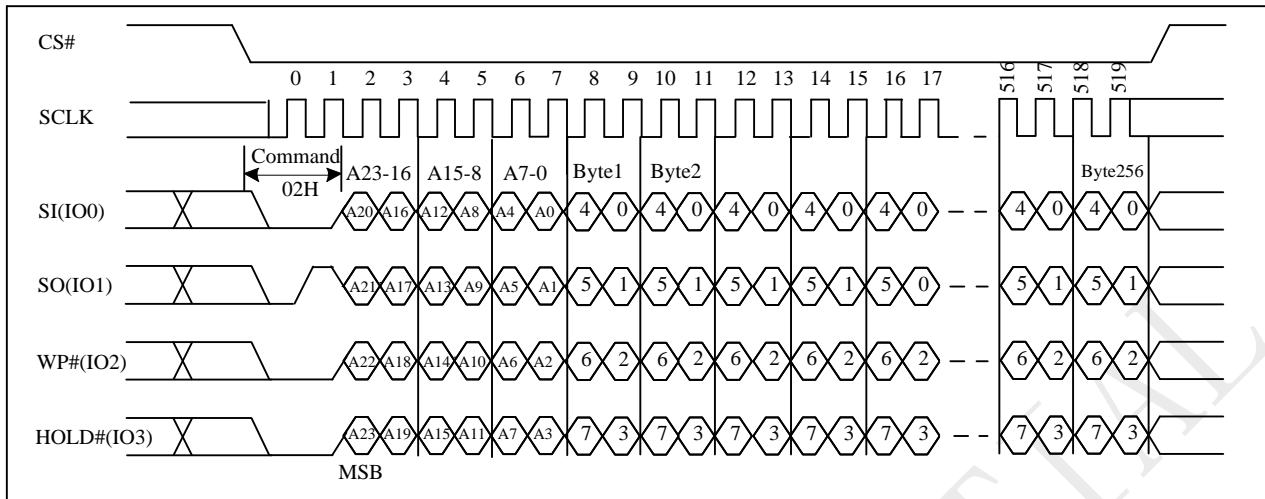 CS#
0 1 2 3 4 5 6 7 8 9 10 11 12 13 14 15 16 17 516 517 518 519
SCLK
Command
02H
A23-16 A15-8 A7-0 Byte1 Byte2 Byte256
SI(IO0) A20 A16 A12 A8 A4 A0 4 0 4 0 4 0 4 0 4 0 4 0 4 0
SO(IO1) A21 A17 A13 A9 A5 A1 5 1 5 1 5 1 5 1 5 0 5 1 5 1
WP#(IO2) A22 A18 A14 A10 A6 A2 6 2 6 2 6 2 6 2 6 2 6 2 6 2
HOLD#(IO3) A23 A19 A15 A11 A7 A3 7 3 7 3 7 3 7 3 7 3 7 3 7 3
MSB